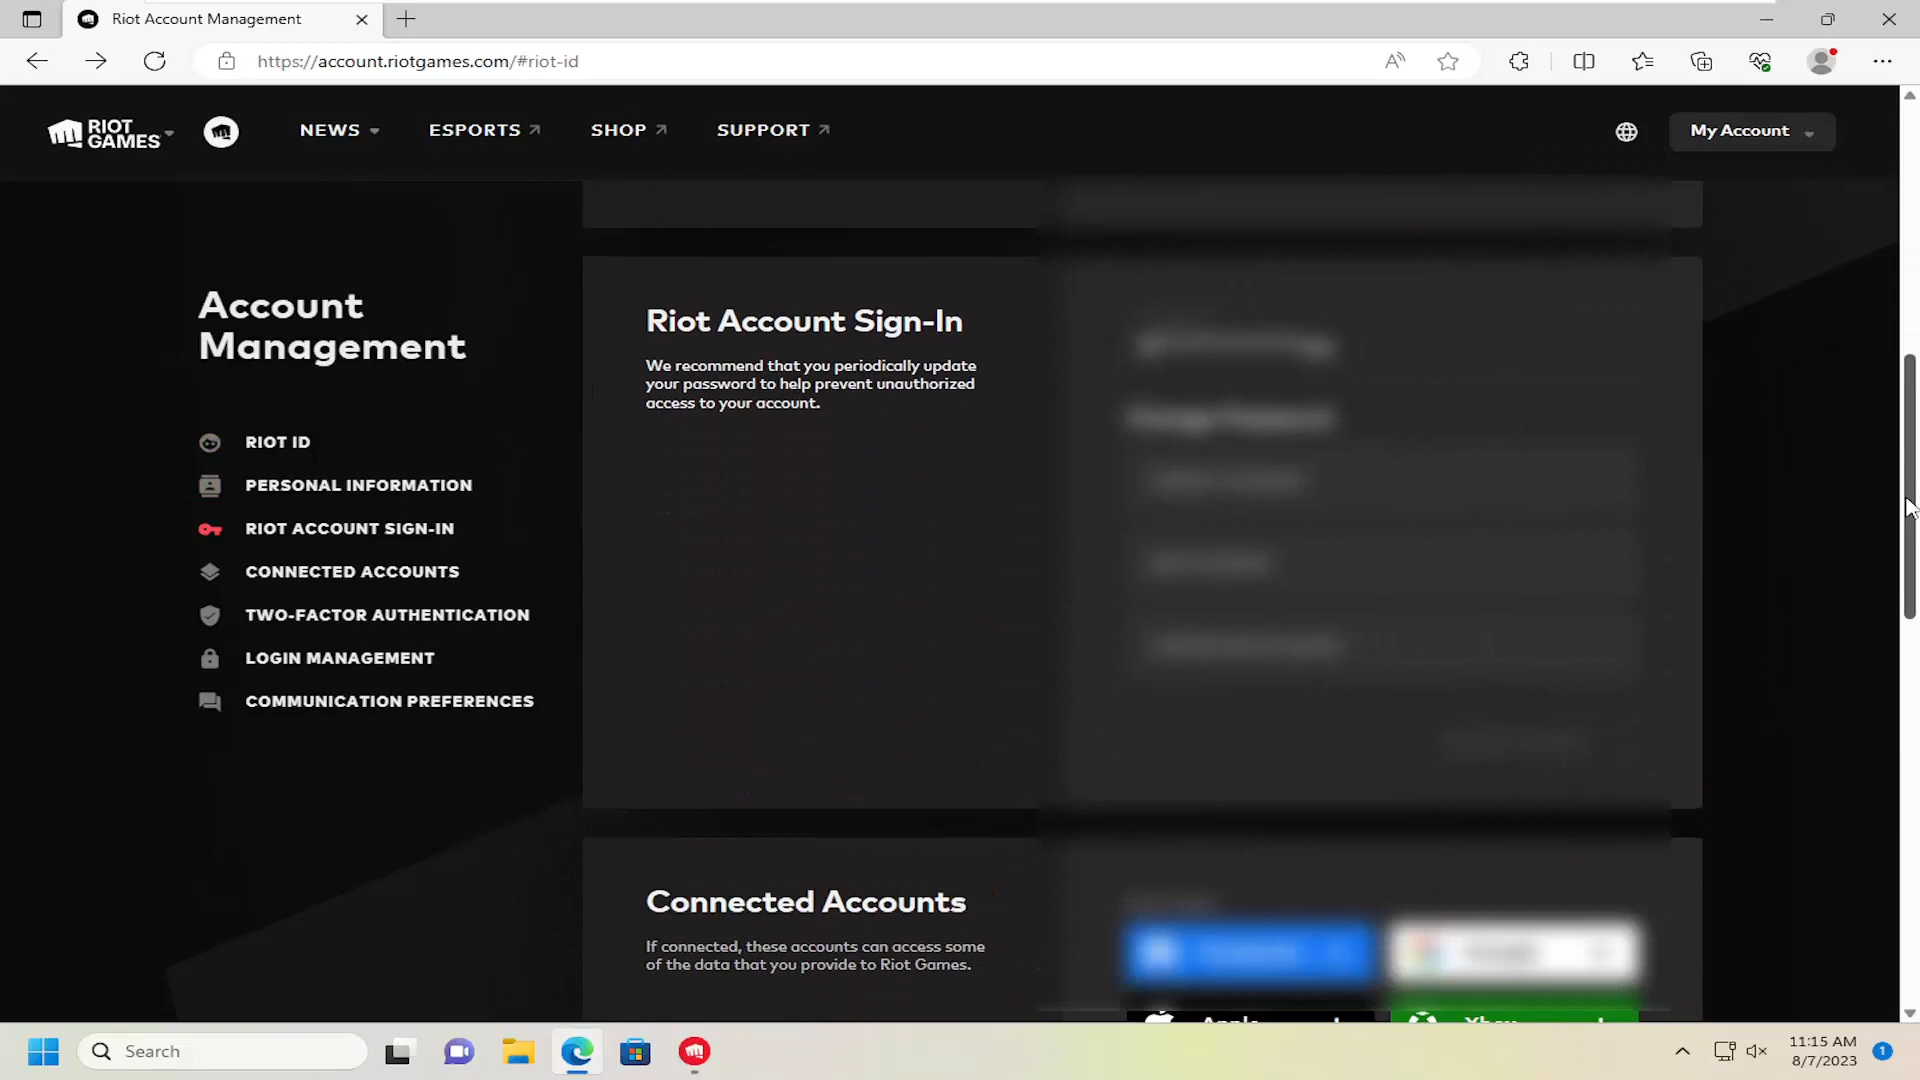 Riot Account Management
https://account.riotgames.com/#riot-id
RIOT GAMES
NEWS
ESPORTS
SHOP
SUPPORT
My Account
Account
Management
RIOT ID
PERSONAL INFORMATION
RIOT ACCOUNT SIGN-IN
CONNECTED ACCOUNTS
TWO-FACTOR AUTHENTICATION
LOGIN MANAGEMENT
COMMUNICATION PREFERENCES
Riot Account Sign-In
We recommend that you periodically update
your password to help prevent unauthorized
access to your account.
Connected Accounts
If connected, these accounts can access some
of the data that you provide to Riot Games.
Apple
Xbox
Search
11:15 AM
8/7/2023
1